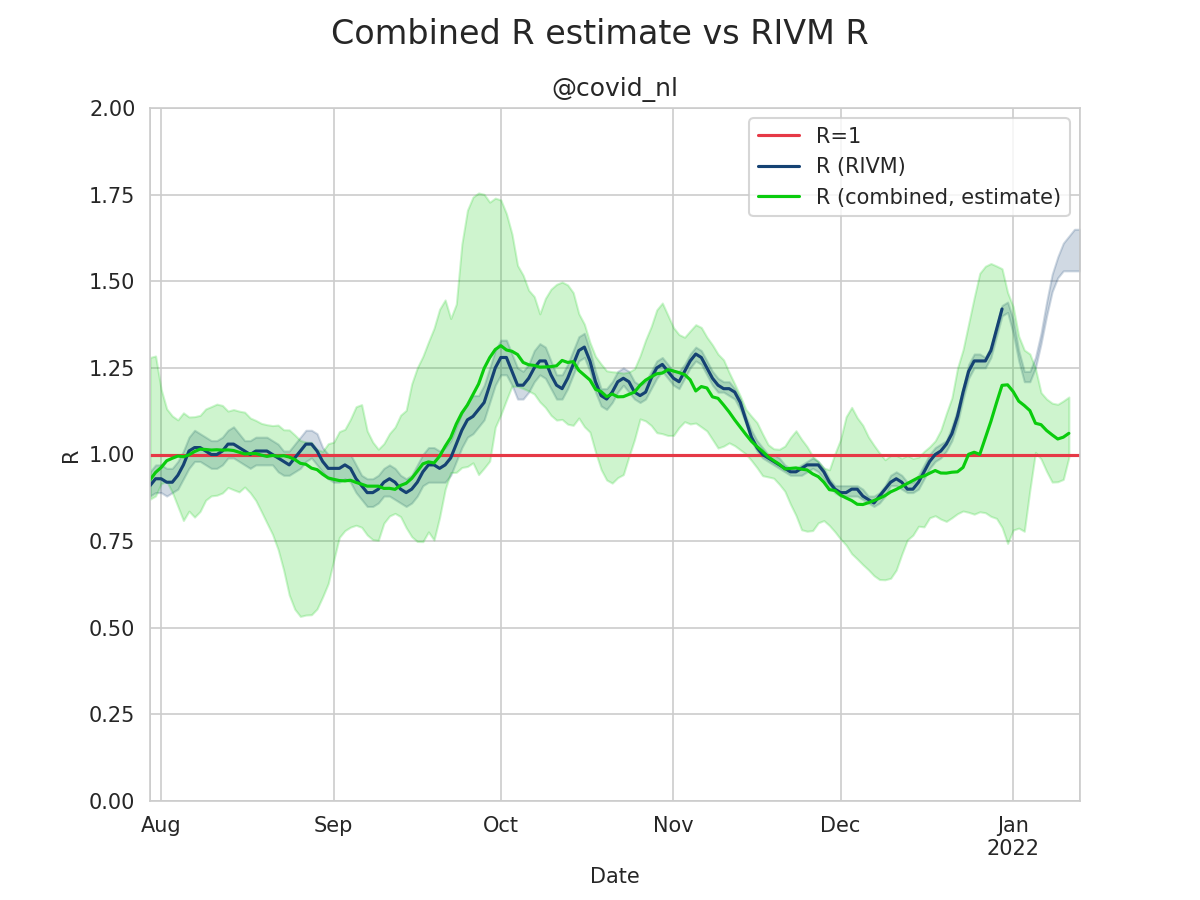 Combined R estimate vs RIVM R
@covid_nl
R=1
R (RIVM)
R (combined, estimate)
2.00
1.75
1.50
1.25
1.00
0.75
0.50
0.25
0.00
R
Aug Sep Oct Nov Dec Jan
2022
Date